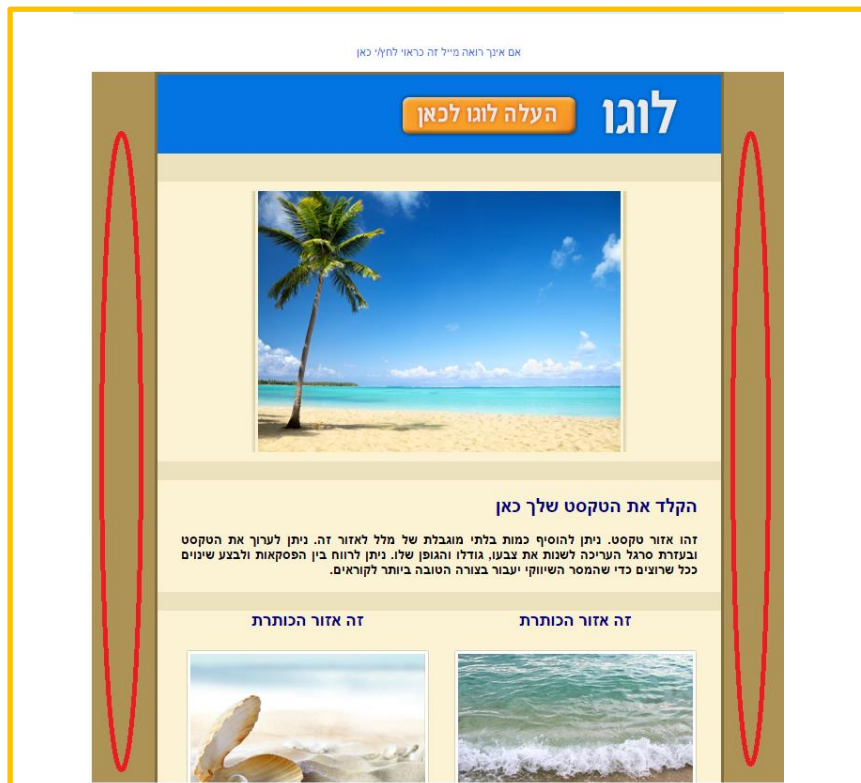 אם אינך רואה מייל זה כראוי לחץ/י כאן
לוגו
העלה לוגו לכאן
הקלד את הטקסט שלך כאן
זהו אזור טקסט. ניתן להוסיף כמות בלתי מוגבלת של מלל לאזור זה. ניתן לערוך את הטקסט
ובעזרת סרגל העריכה לשנות את צבעו, גודלו והגופן שלו. ניתן לרווח בין הפסקאות ולבצע שינוים
ככל שרוצים כדי שהמסר השיווקי יעבור בצורה הטובה ביותר לקוראים.
זה אזור הכותרת
זה אזור הכותרת